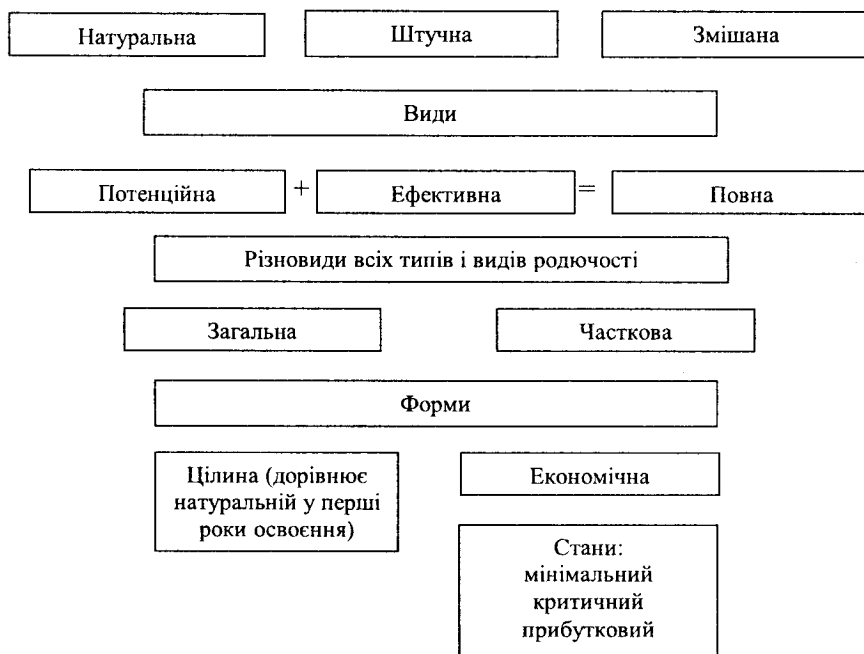 Натуральна
Штучна
Змішана
Види
Потенційна + Ефективна = Повна
Різновиди всіх типів і видів родючості
Загальна
Часткова
Форми
Цілина (дорівнює
натуральній у перші
роки освоєння)
Економічна
Стани:
мінімальний
критичний
прибутковий